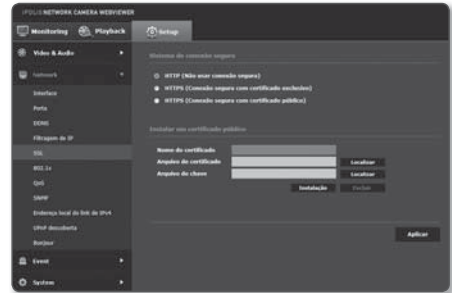 iPOLiS NETWORK CAMERA WEBVIEWER
Monitoring
Playback
Setup
Video & Audio
Network
Interface
Porta
DDNS
Filtragem de IP
SSL
802.1x
QoS
SNMP
Endereço local do link de IPv4
UPnP descoberta
Bonjour
Event
System
Sistema de conexão segura
HTTP (Não usar conexão segura)
HTTPS (Conexão segura com certificado exclusivo)
HTTPS (Conexão segura com certificado público)
Instalar um certificado público
Nome do certificado
Arquivo do certificado
Localizar
Arquivo da chave
Localizar
Instalação
Excluir
Aplicar